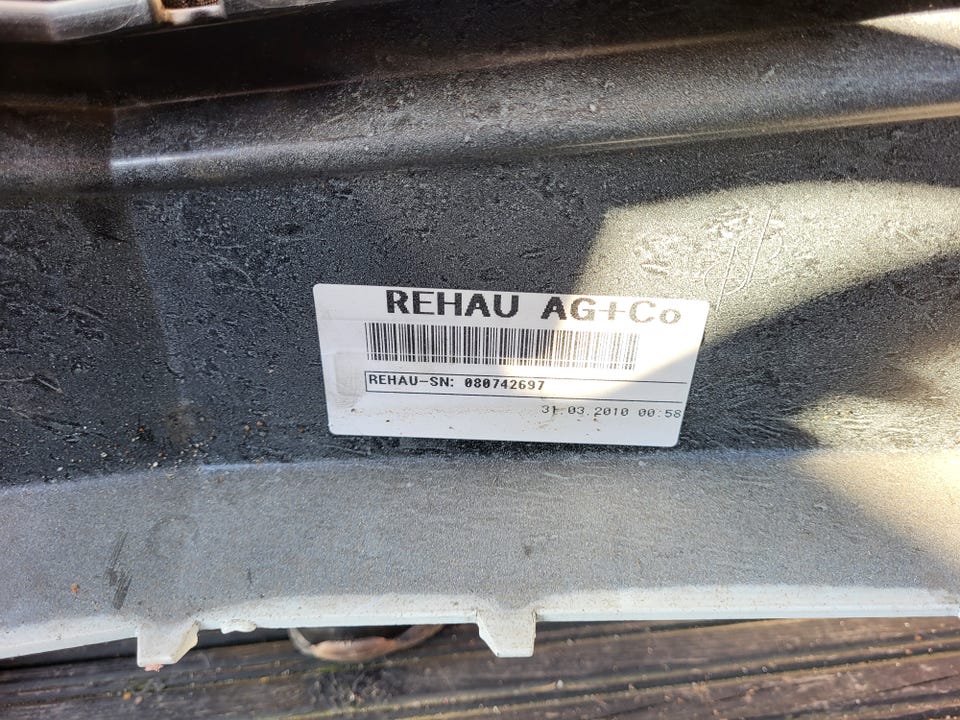 REHAU AG+Co
REHAU-SN: 080742697
31.03.2010 00:58